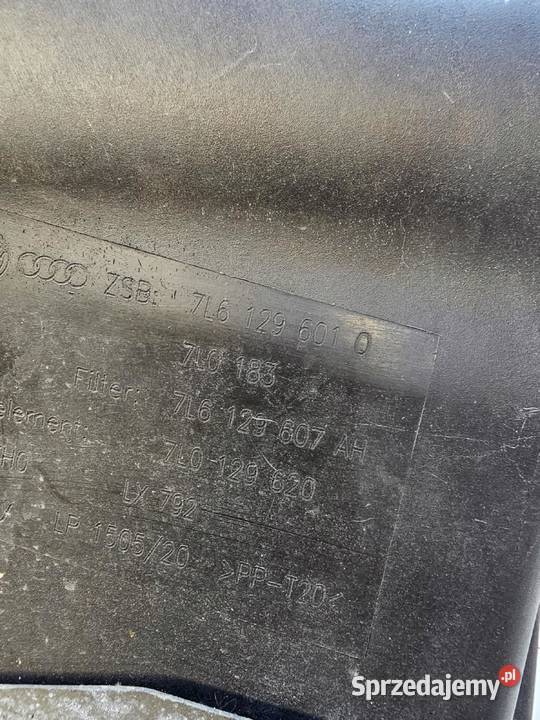 ZSB: 7L6 129 601 Q
7L0 183
Filter: 7L6 129 607 AH
element: 7L0 129 620
HO LX 792
LP 1505/20 >PP-T20<
Sprzedajemy.pl